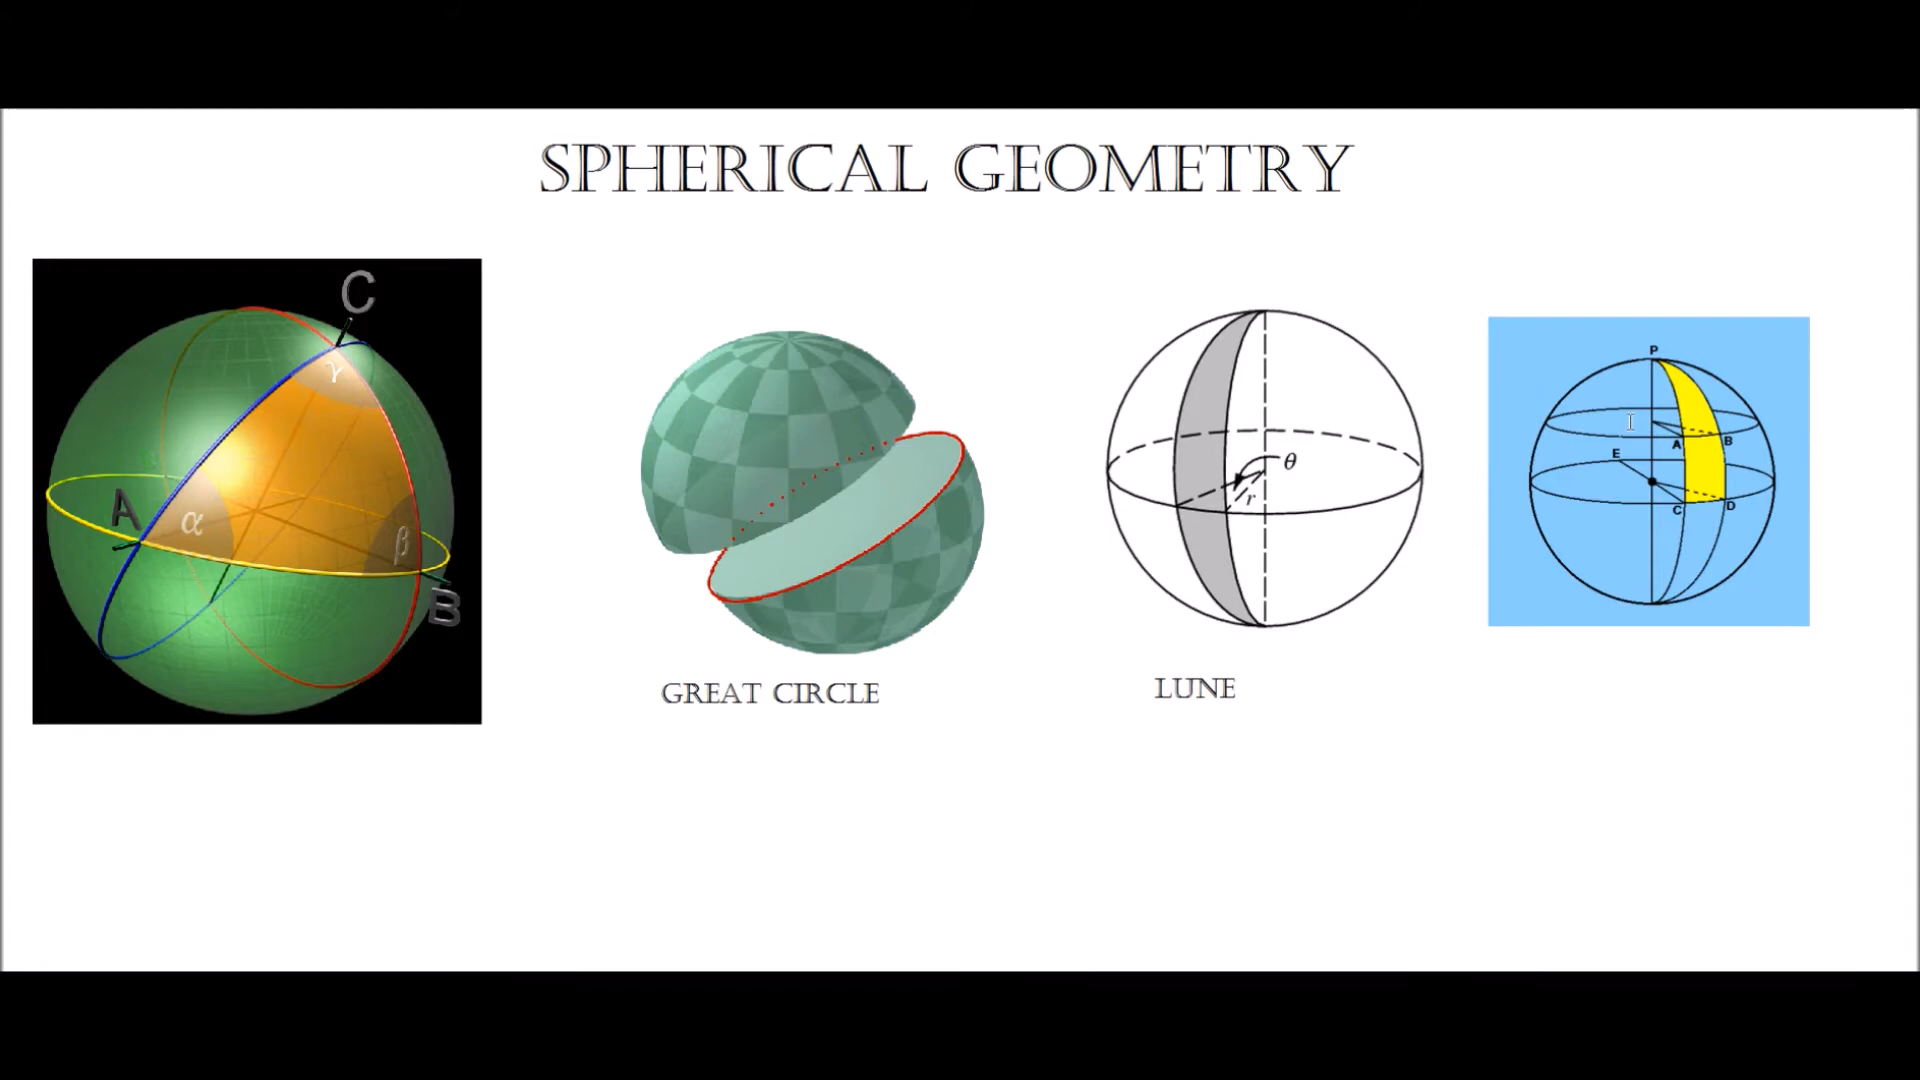 SPHERICAL GEOMETRY
C
γ
A
α
β
B
GREAT CIRCLE
θ
r
LUNE
P
A
B
E
C
D